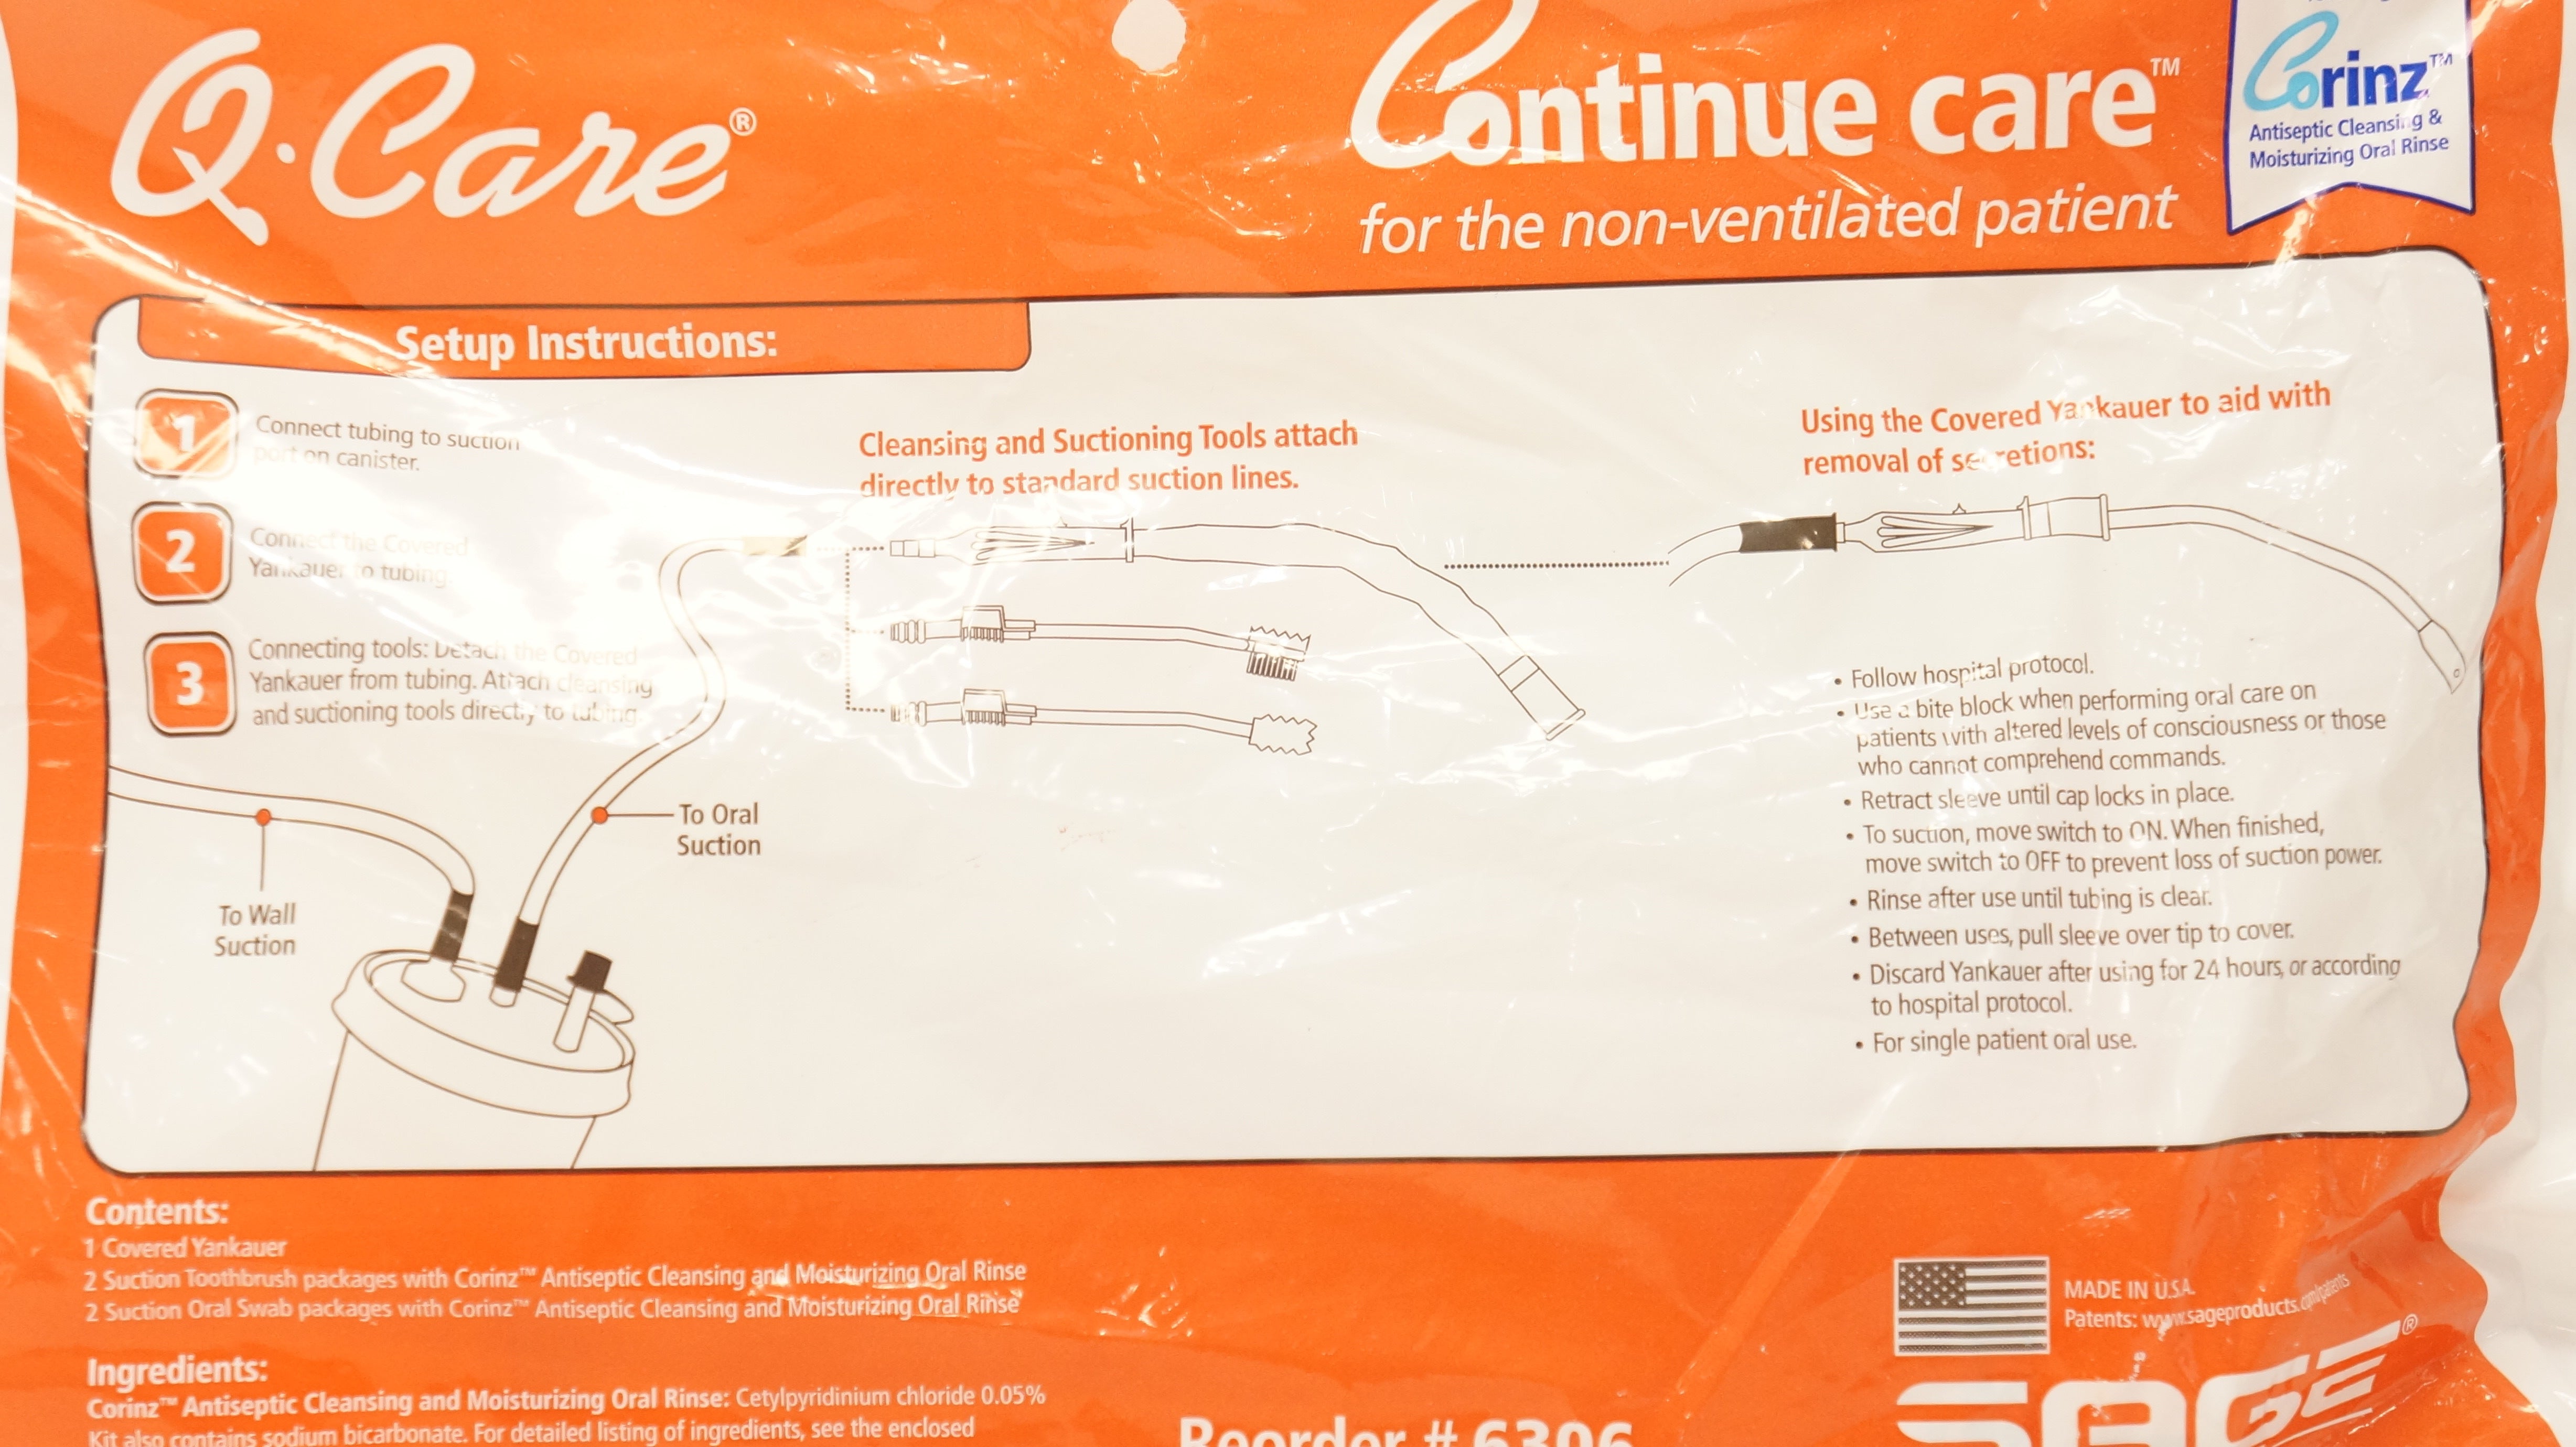 Q·Care®
Continue care™
for the non-ventilated patient
Corinz™
Antiseptic Cleansing &
Moisturizing Oral Rinse
Setup Instructions:
1
Connect tubing to suction
port on canister.
2
Connect the Covered
Yankauer to tubing.
3
Connecting tools: Detach the Covered
Yankauer from tubing. Attach cleansing
and suctioning tools directly to tubing.
To Wall
Suction
To Oral
Suction
Cleansing and Suctioning Tools attach
directly to standard suction lines.
Using the Covered Yankauer to aid with
removal of secretions:
• Follow hospital protocol.
• Use a bite block when performing oral care on
patients with altered levels of consciousness or those
who cannot comprehend commands.
• Retract sleeve until cap locks in place.
• To suction, move switch to ON. When finished,
move switch to OFF to prevent loss of suction power.
• Rinse after use until tubing is clear.
• Between uses, pull sleeve over tip to cover.
• Discard Yankauer after using for 24 hours, or according
to hospital protocol.
• For single patient oral use.
Contents:
1 Covered Yankauer
2 Suction Toothbrush packages with Corinz™ Antiseptic Cleansing and Moisturizing Oral Rinse
2 Suction Oral Swab packages with Corinz™ Antiseptic Cleansing and Moisturizing Oral Rinse
Ingredients:
Corinz™ Antiseptic Cleansing and Moisturizing Oral Rinse: Cetylpyridinium chloride 0.05%
Kit also contains sodium bicarbonate. For detailed listing of ingredients, see the enclosed
Reorder # 6396
MADE IN U.S.A.
Patents: www.sageproducts.com/patents
SAGE®